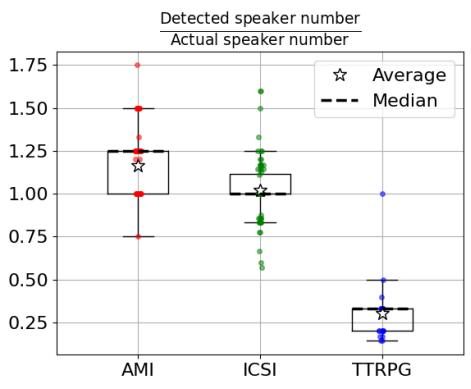 Detected speaker number
Actual speaker number
1.75
1.50
1.25
1.00
0.75
0.50
0.25
Average
Median
AMI
ICSI
TTRPG